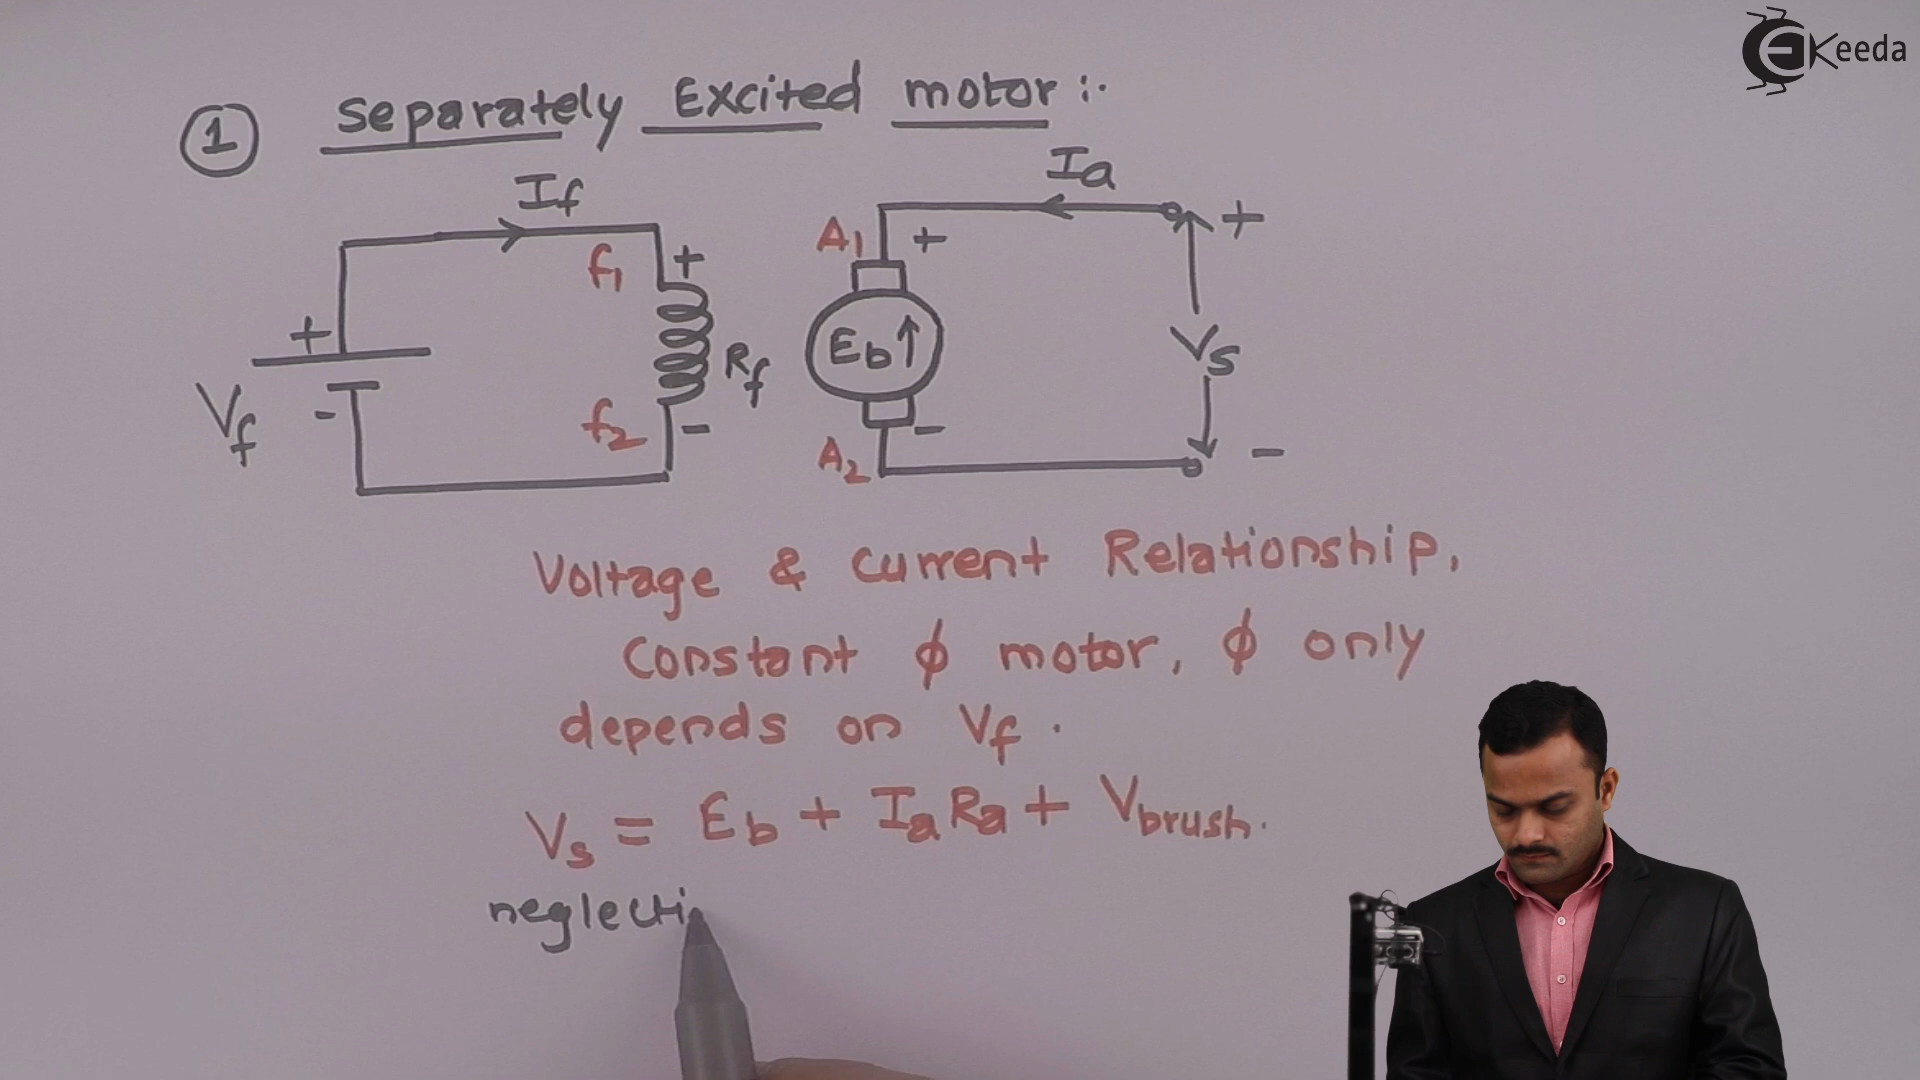 ① Separately Excited motor :-
EKeeda
If
Ia
A1
+
+
f1
+
+
Eb↑
Vs
Rf
Vf
-
f2
-
A2
-
-
Voltage & Current Relationship,
Constant ϕ motor, ϕ only
depends on Vf.
Vs = Eb + IaRa + Vbrush.
neglecti